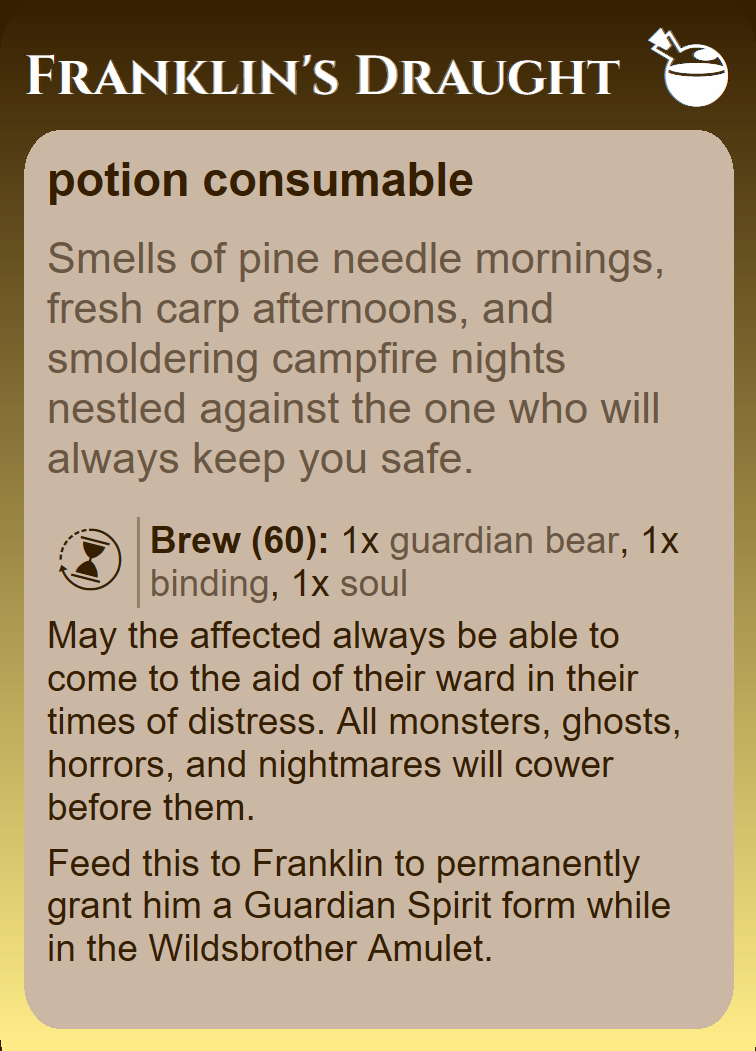 Franklin's Draught
potion consumable
Smells of pine needle mornings,
fresh carp afternoons, and
smoldering campfire nights
nestled against the one who will
always keep you safe.
Brew (60): 1x guardian bear, 1x
binding, 1x soul
May the affected always be able to
come to the aid of their ward in their
times of distress. All monsters, ghosts,
horrors, and nightmares will cower
before them.
Feed this to Franklin to permanently
grant him a Guardian Spirit form while
in the Wildsbrother Amulet.